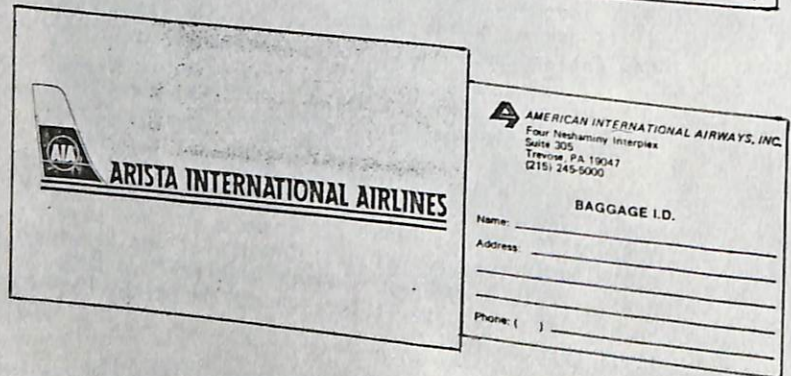 AIA
ARISTA INTERNATIONAL AIRLINES
AMERICAN INTERNATIONAL AIRWAYS, INC.
Four Neshaminy Interplex
Suite 305
Trevose, PA 19047
(215) 245-5000
BAGGAGE I.D.
Name:
Address:
Phone: ( )